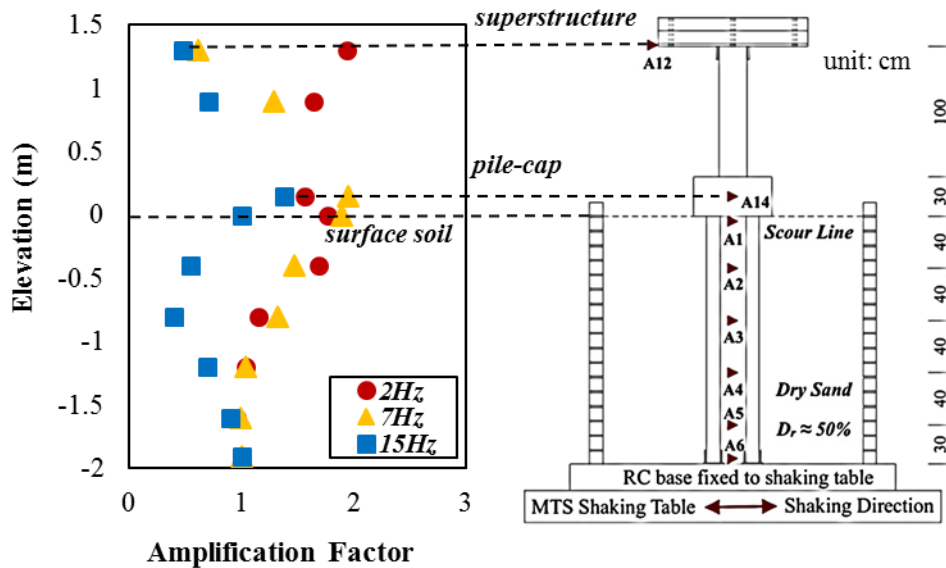 1.5
1
0.5
0
-0.5
-1
-1.5
-2
0
1
2
3
Elevation (m)
Amplification Factor
2Hz
7Hz
15Hz
superstructure
pile-cap
surface soil
unit: cm
A12
A14
A1
Scour Line
A2
A3
A4
Dry Sand
A5
Dr ≈ 50%
A6
100
30
40
40
40
40
30
RC base fixed to shaking table
MTS Shaking Table
Shaking Direction